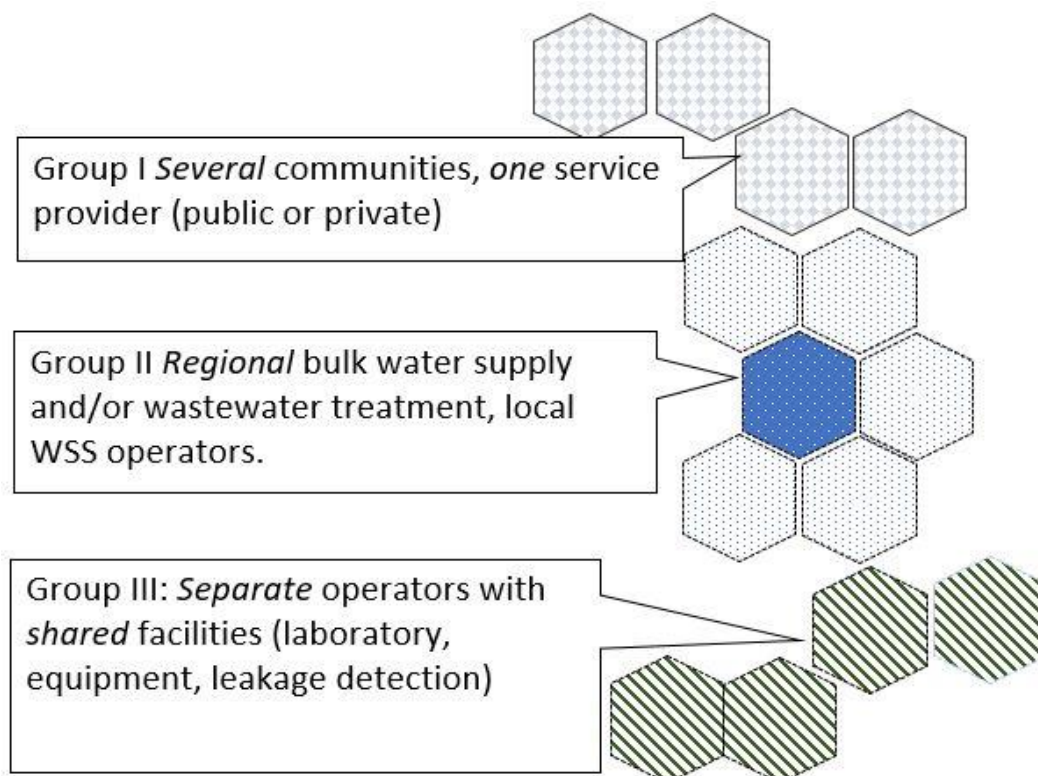 Group I Several communities, one service
provider (public or private)
Group II Regional bulk water supply
and/or wastewater treatment, local
WSS operators.
Group III: Separate operators with
shared facilities (laboratory,
equipment, leakage detection)